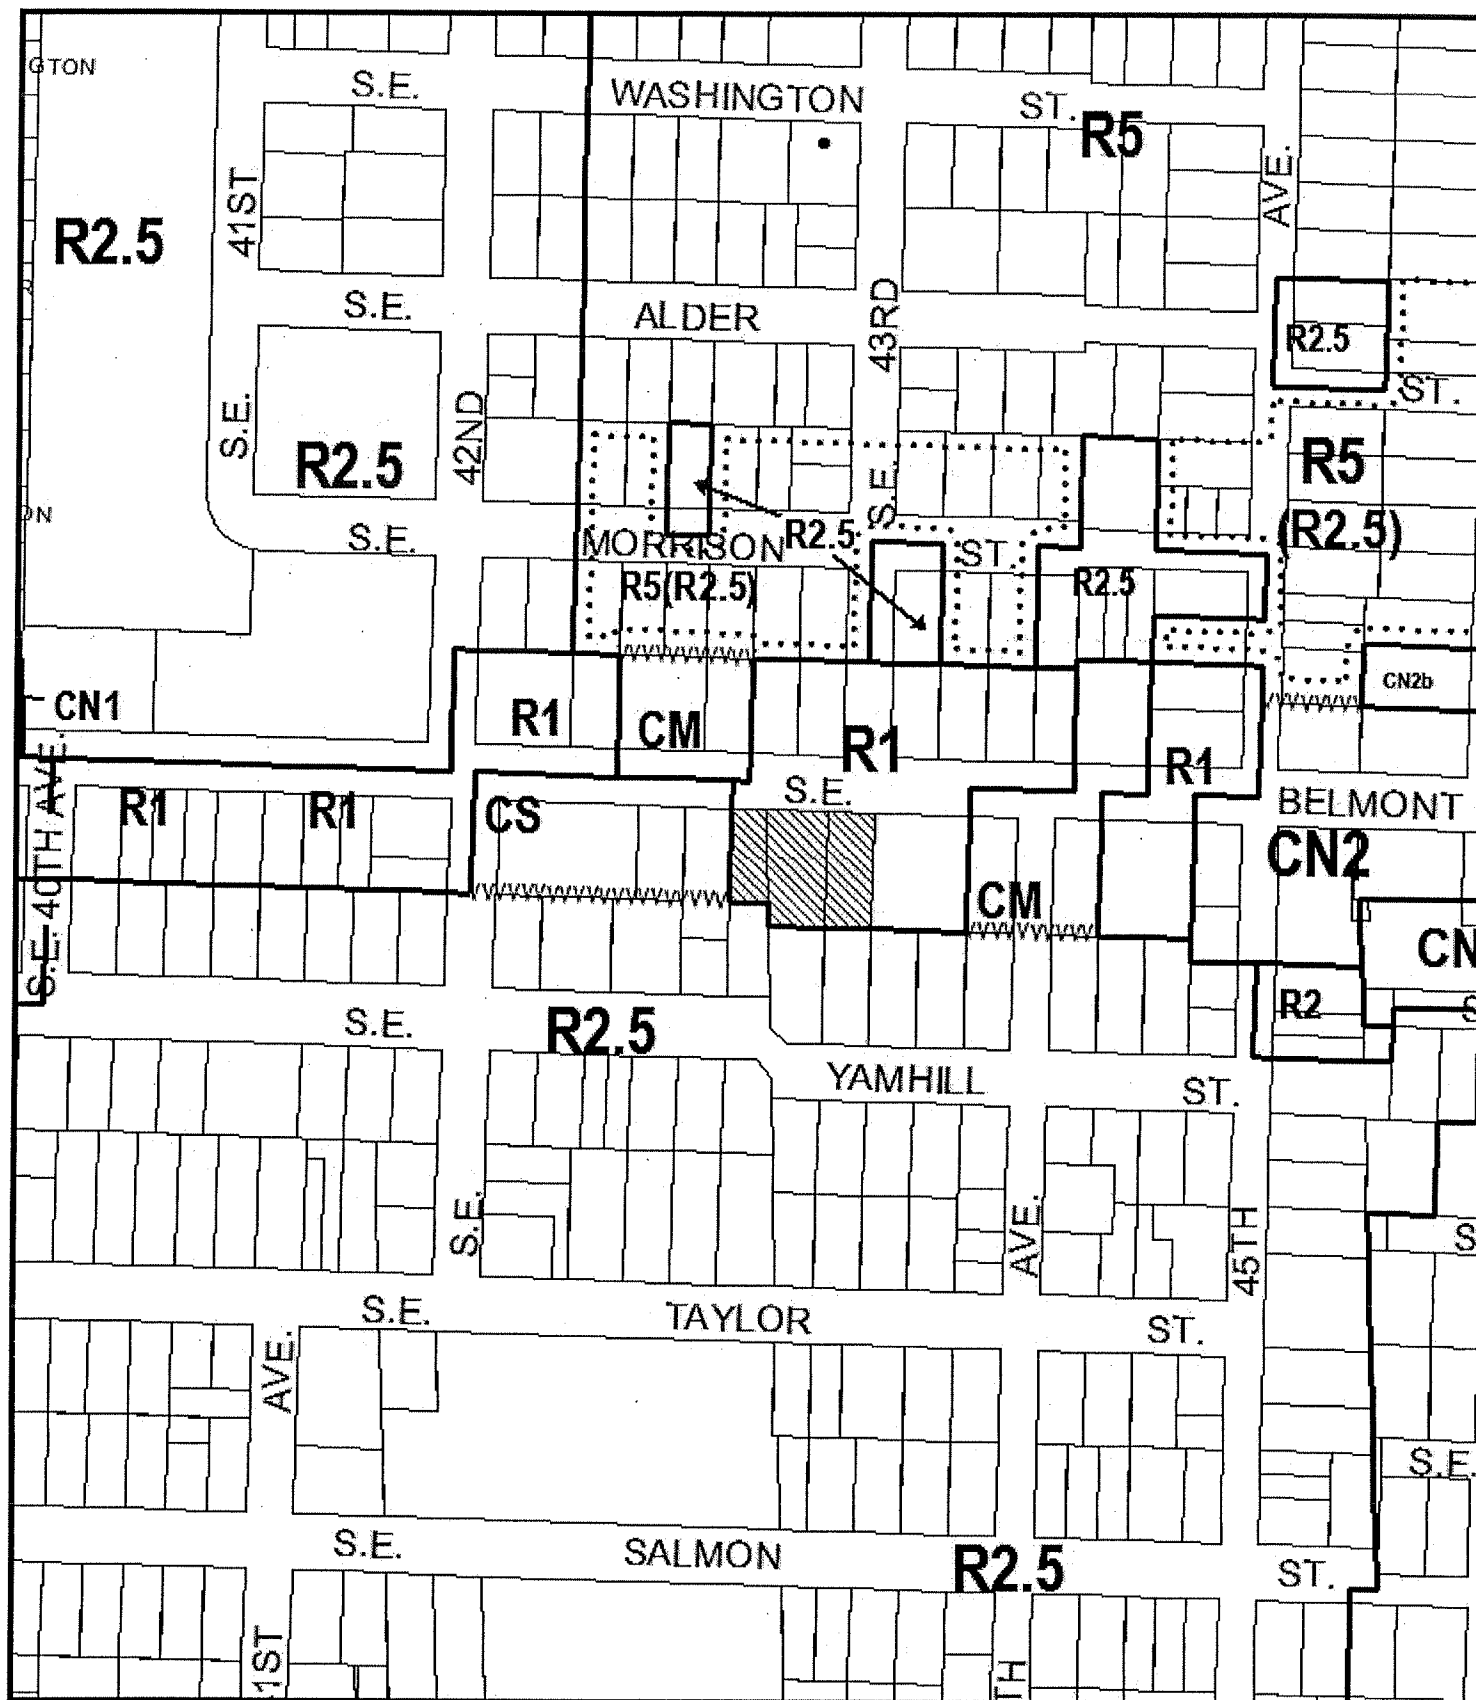 GTON
S.E.
WASHINGTON
ST.
R5
AVE.
41ST
R2.5
S.E.
ALDER
43RD
R2.5
ST.
S.E.
42ND
R2.5
R5
(R2.5)
S.E.
S.E.
MORRISON
R2.5
ST.
R5(R2.5)
R2.5
CN2b
CN1
R1
CM
R1
R1
S.E.
BELMONT
R1
R1
CS
CN2
S.E. 40TH AVE.
CM
CN
R2
S.E.
R2.5
YAMHILL
ST.
S.E.
AVE.
45TH
S.E.
TAYLOR
ST.
AVE.
S.E.
S.E.
SALMON
R2.5
ST.
1ST
TH